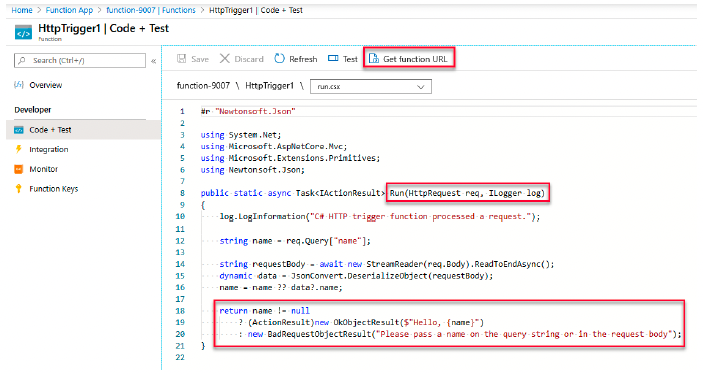 Home > Function App > function-9007 | Functions > HttpTrigger1 | Code + Test
HttpTrigger1 | Code + Test
Function
Search (Ctrl+/)
«
Overview
Developer
Code + Test
Integration
Monitor
Function Keys
Save Discard Refresh Test Get function URL
function-9007 \ HttpTrigger1 \ run.csx
1 #r "Newtonsoft.Json"
2
3 using System.Net;
4 using Microsoft.AspNetCore.Mvc;
5 using Microsoft.Extensions.Primitives;
6 using Newtonsoft.Json;
7
8 public static async Task<IActionResult> Run(HttpRequest req, ILogger log)
9 {
10 log.LogInformation("C# HTTP trigger function processed a request.");
11
12 string name = req.Query["name"];
13
14 string requestBody = await new StreamReader(req.Body).ReadToEndAsync();
15 dynamic data = JsonConvert.DeserializeObject(requestBody);
16 name = name ?? data?.name;
17
18 return name != null
19 ? (ActionResult)new OkObjectResult($"Hello, {name}")
20 : new BadRequestObjectResult("Please pass a name on the query string or in the request body");
21 }
22